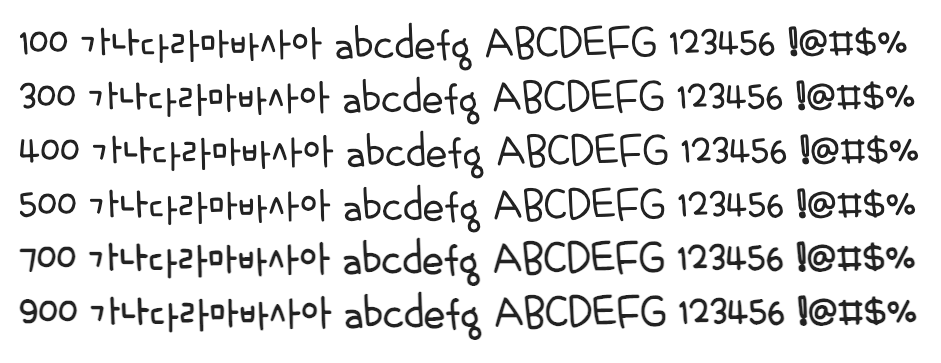 100 가나다라마바사아 abcdefg ABCDEFG 123456 !@#$%
300 가나다라마바사아 abcdefg ABCDEFG 123456 !@#$%
400 가나다라마바사아 abcdefg ABCDEFG 123456 !@#$%
500 가나다라마바사아 abcdefg ABCDEFG 123456 !@#$%
700 가나다라마바사아 abcdefg ABCDEFG 123456 !@#$%
900 가나다라마바사아 abcdefg ABCDEFG 123456 !@#$%